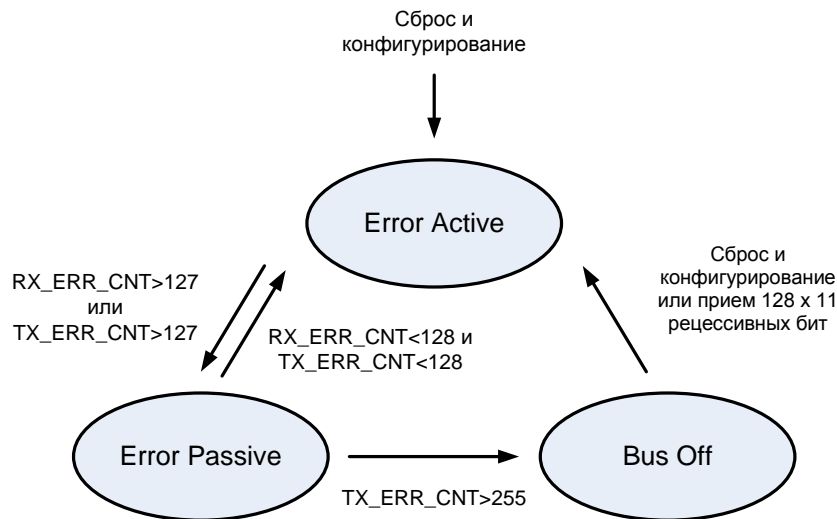 Сброс и
конфигурирование
Error Active
RX_ERR_CNT>127
или
TX_ERR_CNT>127
RX_ERR_CNT<128 и
TX_ERR_CNT<128
Сброс и
конфигурирование
или прием 128 x 11
рецессивных бит
Error Passive
TX_ERR_CNT>255
Bus Off